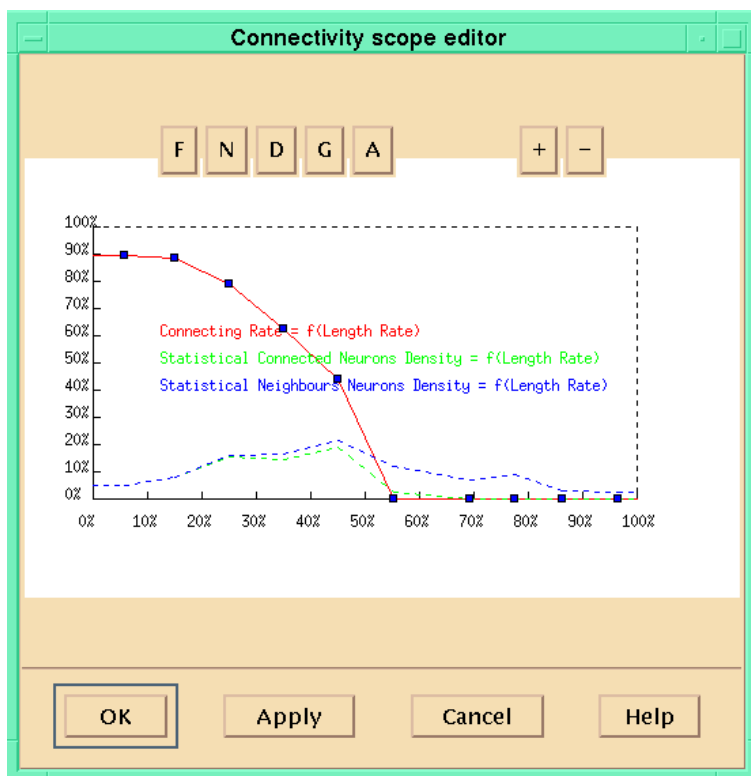 Connectivity scope editor
F N D G A + -
100%
90%
80%
70%
60%
Connecting Rate = f(Length Rate)
50%
Statistical Connected Neurons Density = f(Length Rate)
40%
Statistical Neighbours Neurons Density = f(Length Rate)
30%
20%
10%
0%
0% 10% 20% 30% 40% 50% 60% 70% 80% 90% 100%
OK Apply Cancel Help